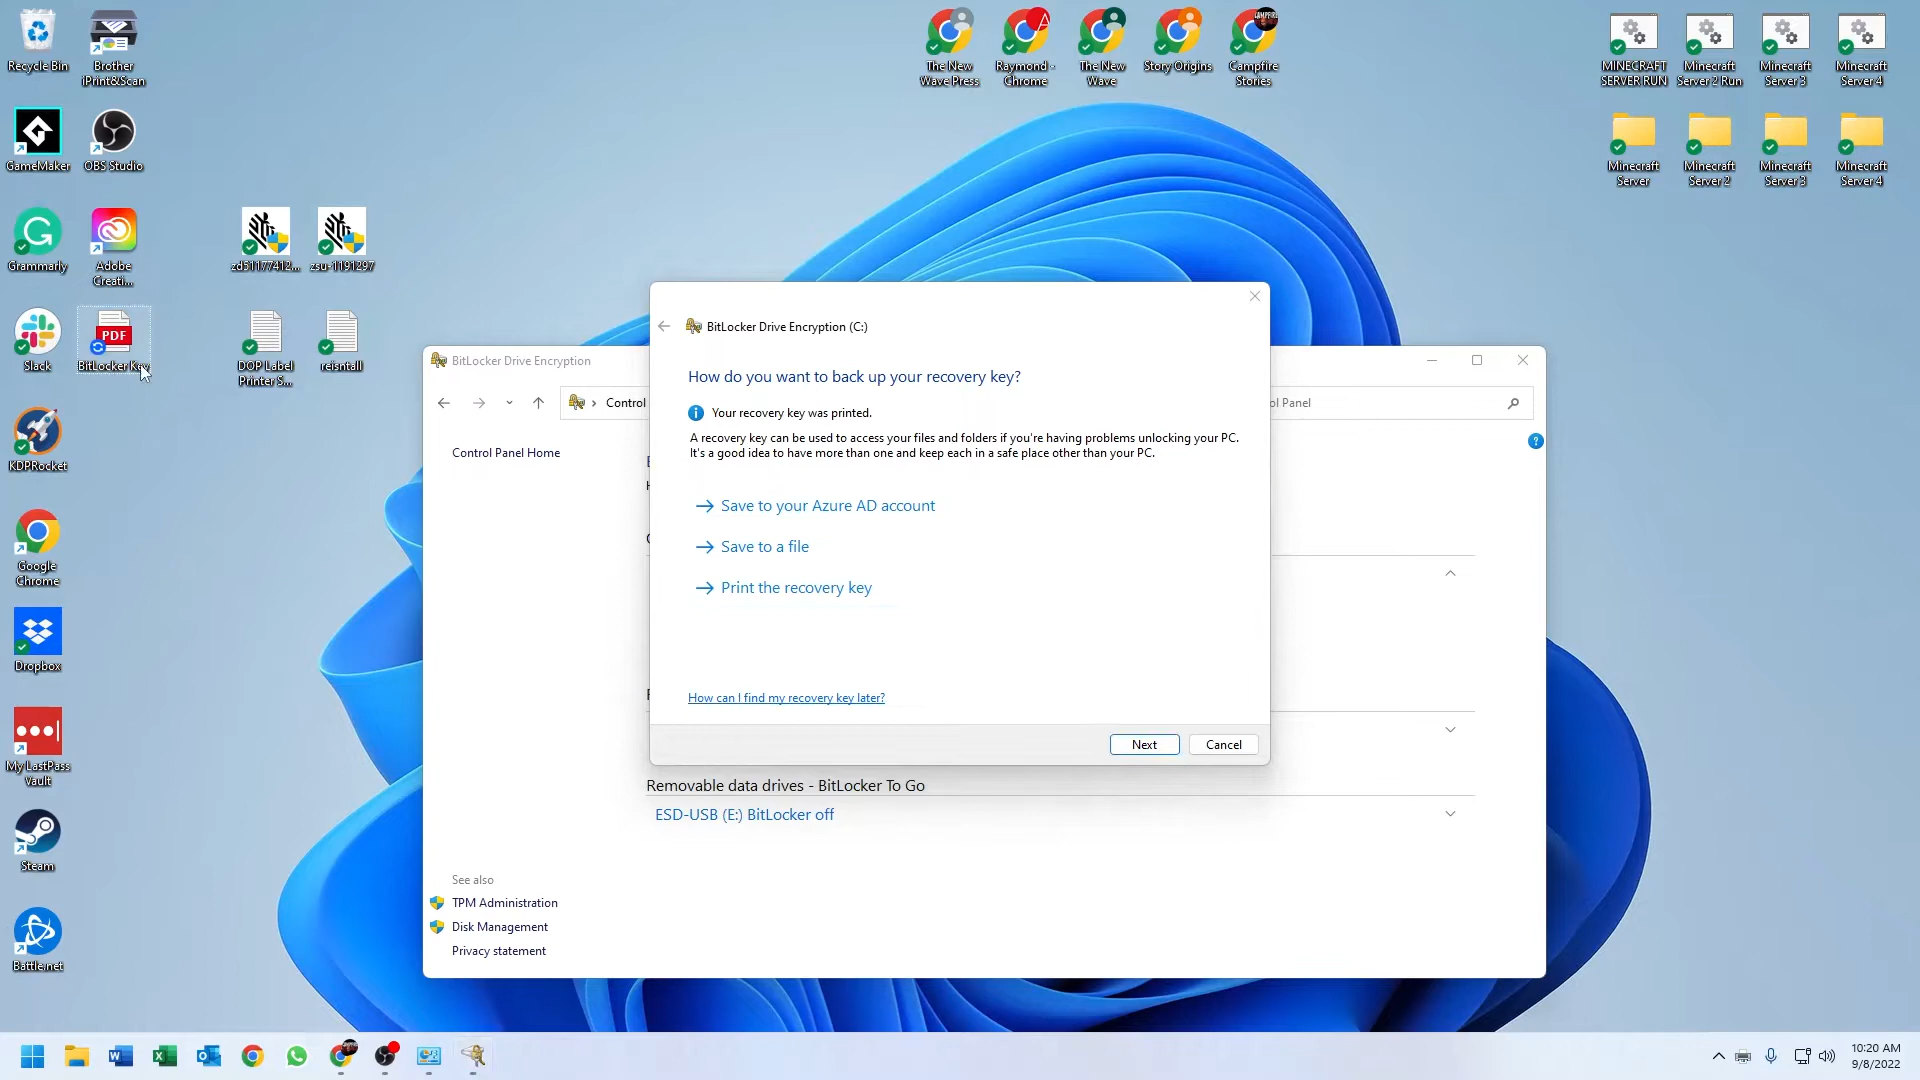 Recycle Bin
Brother
iPrint&Scan
The New
Wave Press
Raymond -
Chrome
The New
Wave
Story Origins
Campfire
Stories
MINECRAFT
SERVER RUN
Minecraft
Server 2 Run
Minecraft
Server 3
Minecraft
Server 4
GameMaker
OBS Studio
Minecraft
Server
Minecraft
Server 2
Minecraft
Server 3
Minecraft
Server 4
Grammarly
Adobe
Creati...
zd51177412...
zsu-1191297
Slack
PDF
BitLocker Key
DOP Label
Printer S...
reisntall
KDPRocket
Google
Chrome
Dropbox
My LastPass
Vault
Steam
Battle.net
BitLocker Drive Encryption (C:)
How do you want to back up your recovery key?
Your recovery key was printed.
A recovery key can be used to access your files and folders if you're having problems unlocking your PC.
It's a good idea to have more than one and keep each in a safe place other than your PC.
Save to your Azure AD account
Save to a file
Print the recovery key
How can I find my recovery key later?
Next
Cancel
BitLocker Drive Encryption
Control
ol Panel
Control Panel Home
Removable data drives - BitLocker To Go
ESD-USB (E:) BitLocker off
See also
TPM Administration
Disk Management
Privacy statement
10:20 AM
9/8/2022